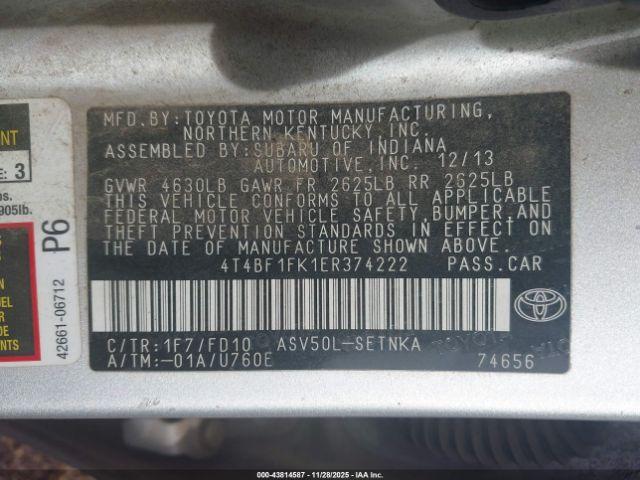 MFD.BY:TOYOTA MOTOR MANUFACTURING,
NORTHERN KENTUCKY,INC.
ASSEMBLED BY:SUBARU OF INDIANA
AUTOMOTIVE,INC. 12/13
GVWR 4630LB GAWR FR 2625LB RR 2625LB
THIS VEHICLE CONFORMS TO ALL APPLICABLE
FEDERAL MOTOR VEHICLE SAFETY,BUMPER,AND
THEFT PREVENTION STANDARDS IN EFFECT ON
THE DATE OF MANUFACTURE SHOWN ABOVE.
4T4BF1FK1ER374222 PASS.CAR
C/TR:1F7/FD10 ASV50L-SETNKA
A/TM:-01A/U760E 74656
TOYOTA
E: 3
905lb.
P6
42661-06712
000-43814587 - 11/28/2025 - IAA Inc.